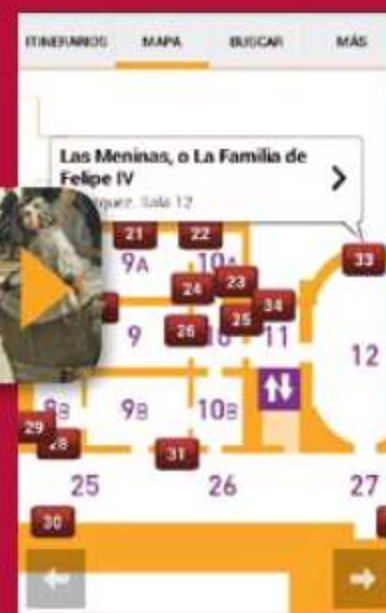 ITINERARIOS MAPA BUSCAR MÁS
Las Meninas, o La Familia de
Felipe IV
Sala 12
21 22
33
9A 10A
24 23
34
25
9 26 11
12
9B 10B
29
28
31
25 26 27
30